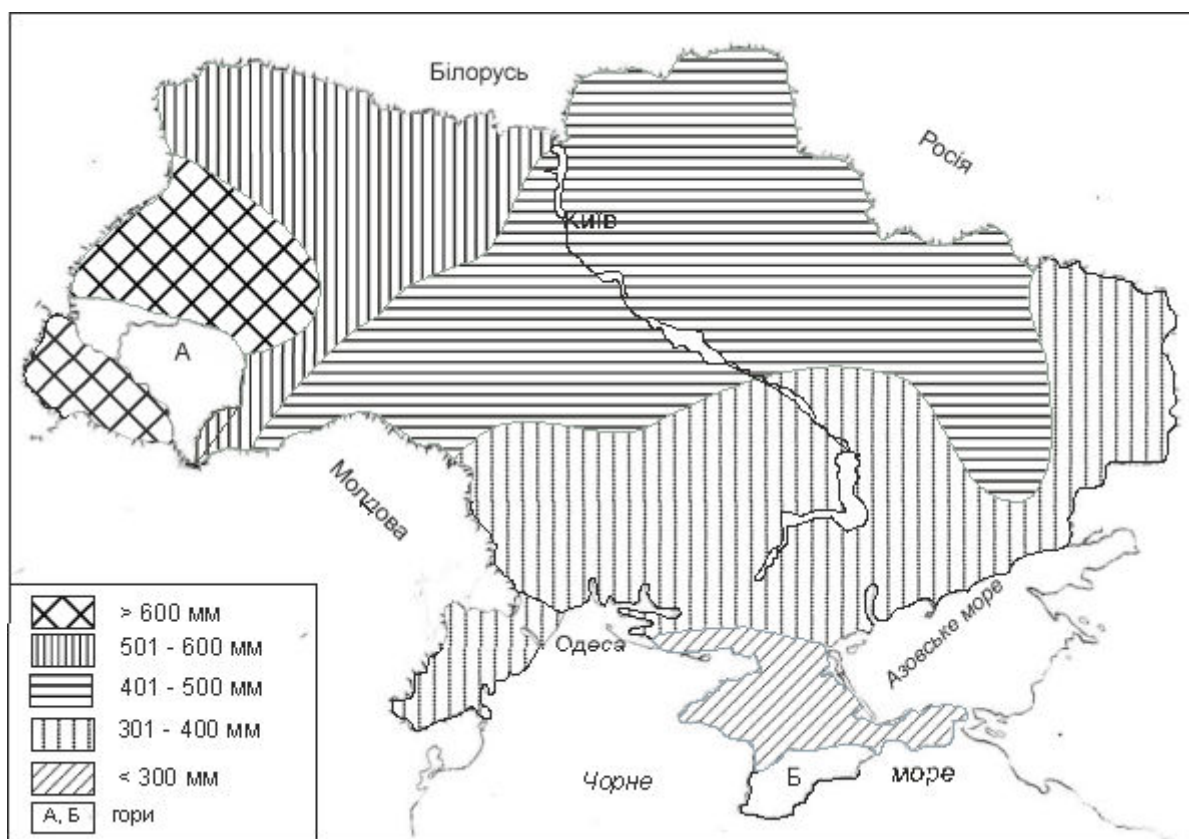 Білорусь
Росія
Київ
А
Молдова
Одеса
Азовське море
Чорне море
Б
> 600 мм
501 - 600 мм
401 - 500 мм
301 - 400 мм
< 300 мм
А, Б гори